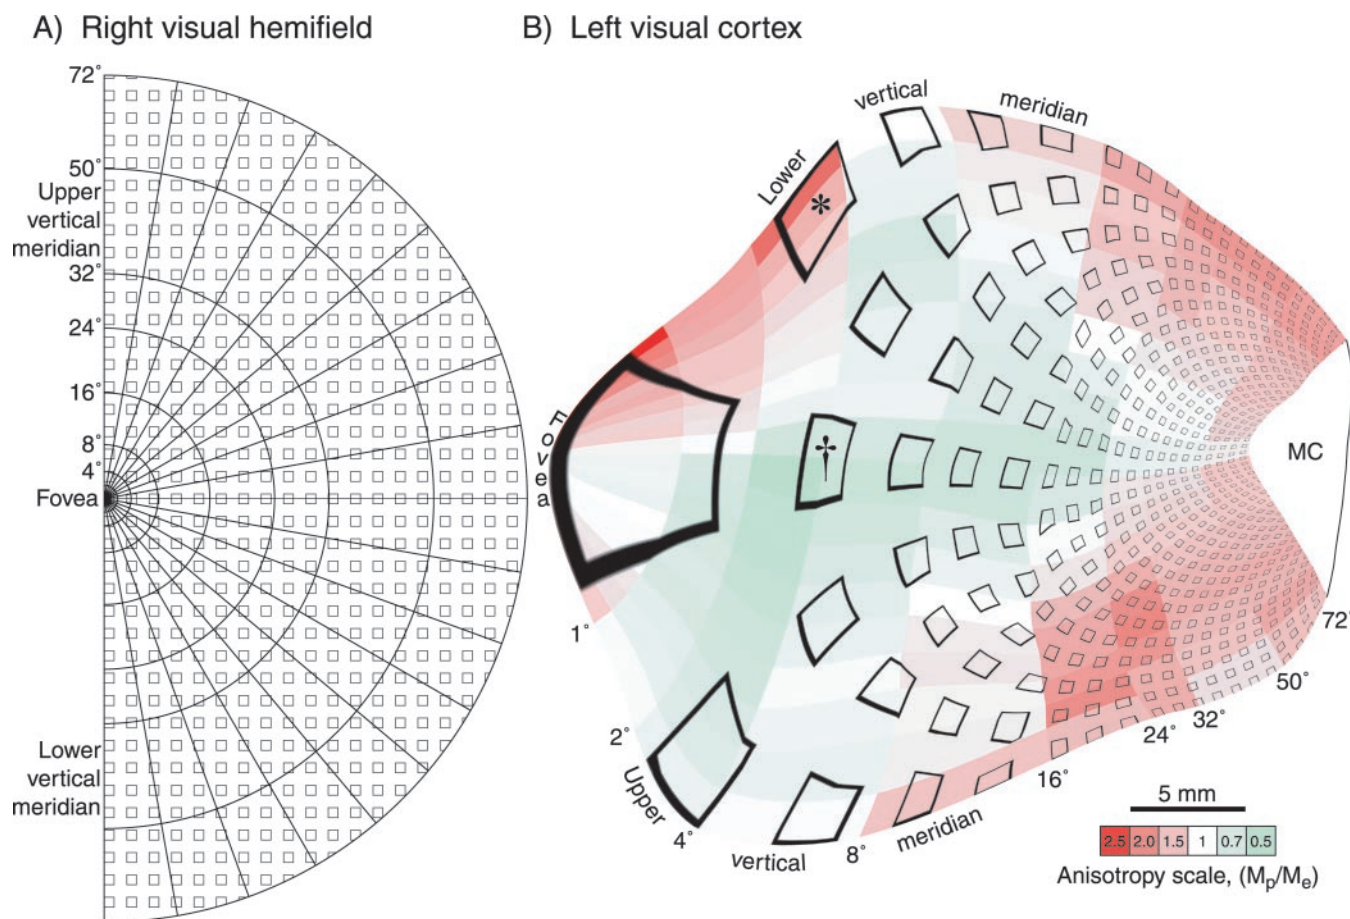 A) Right visual hemifield
B) Left visual cortex
72°
50°
Upper
vertical
meridian
32°
24°
16°
8°
4°
Fovea
Lower
vertical
meridian
vertical
meridian
Lower
*
Fovea
†
MC
1°
2°
Upper
4°
vertical
8°
meridian
16°
24°
32°
50°
72°
5 mm
2.5 2.0 1.5 1 0.7 0.5
Anisotropy scale, (Mp/Me)